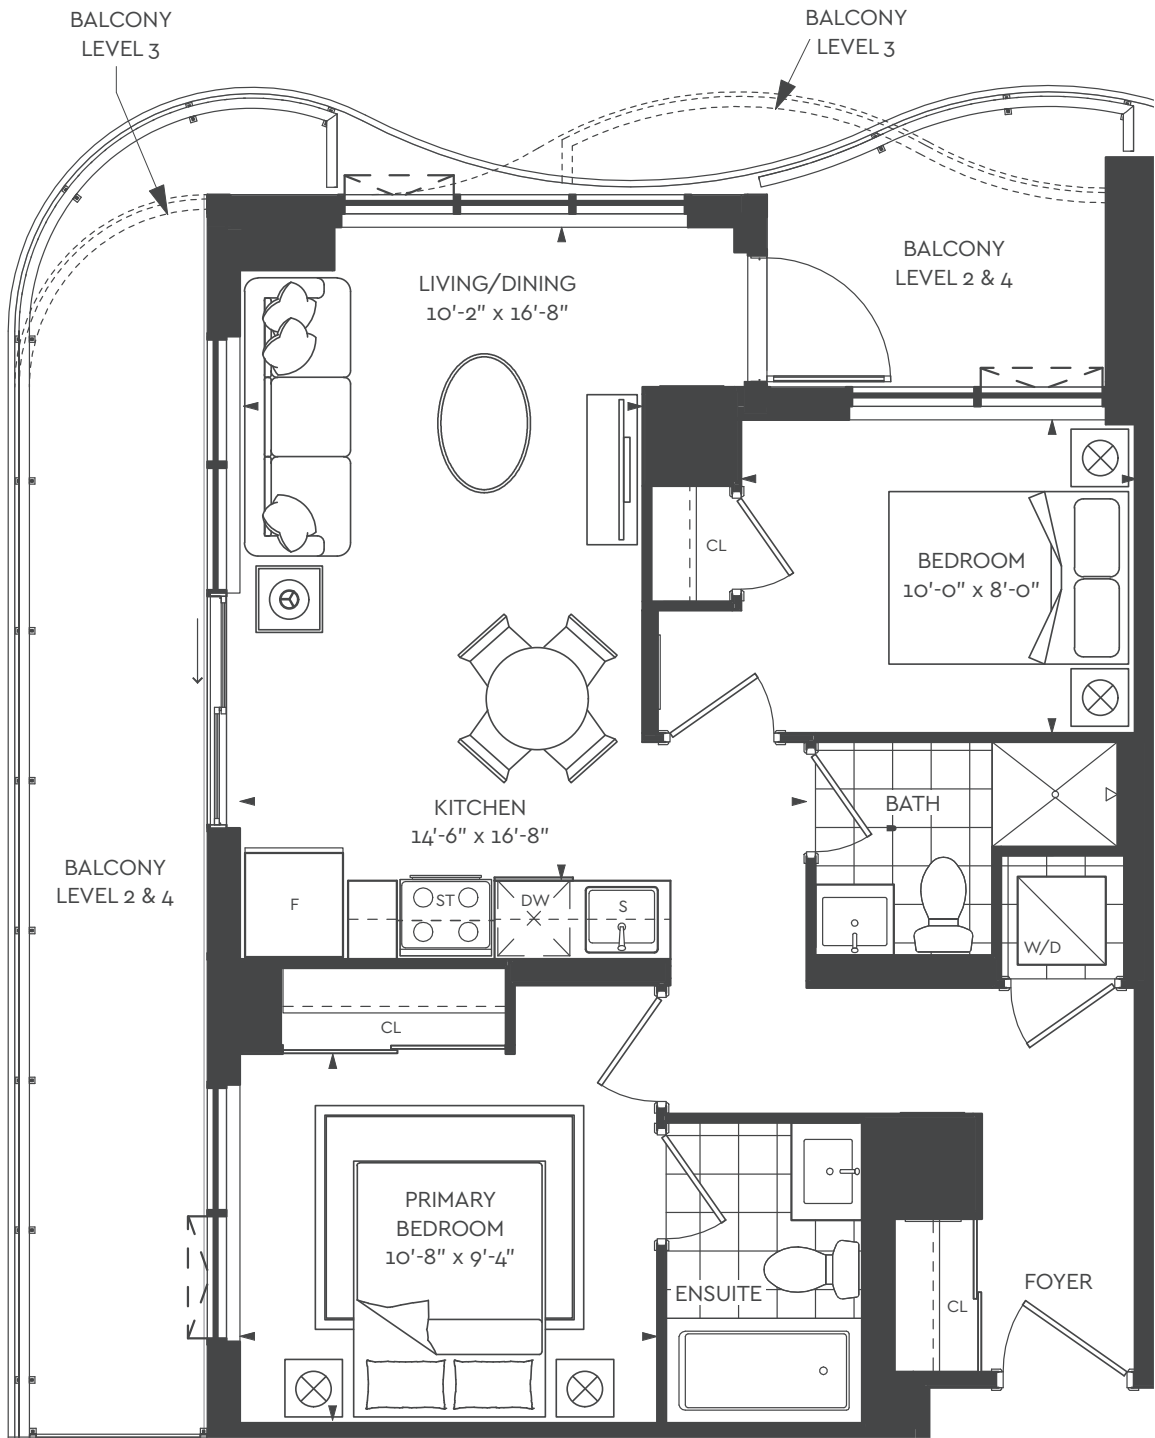 BALCONY
LEVEL 3
BALCONY
LEVEL 3
LIVING/DINING
10'-2" x 16'-8"
BALCONY
LEVEL 2 & 4
CL
BEDROOM
10'-0" x 8'-0"
KITCHEN
14'-6" x 16'-8"
BATH
BALCONY
LEVEL 2 & 4
F
ST
DW
S
W/D
CL
PRIMARY
BEDROOM
10'-8" x 9'-4"
ENSUITE
FOYER
CL